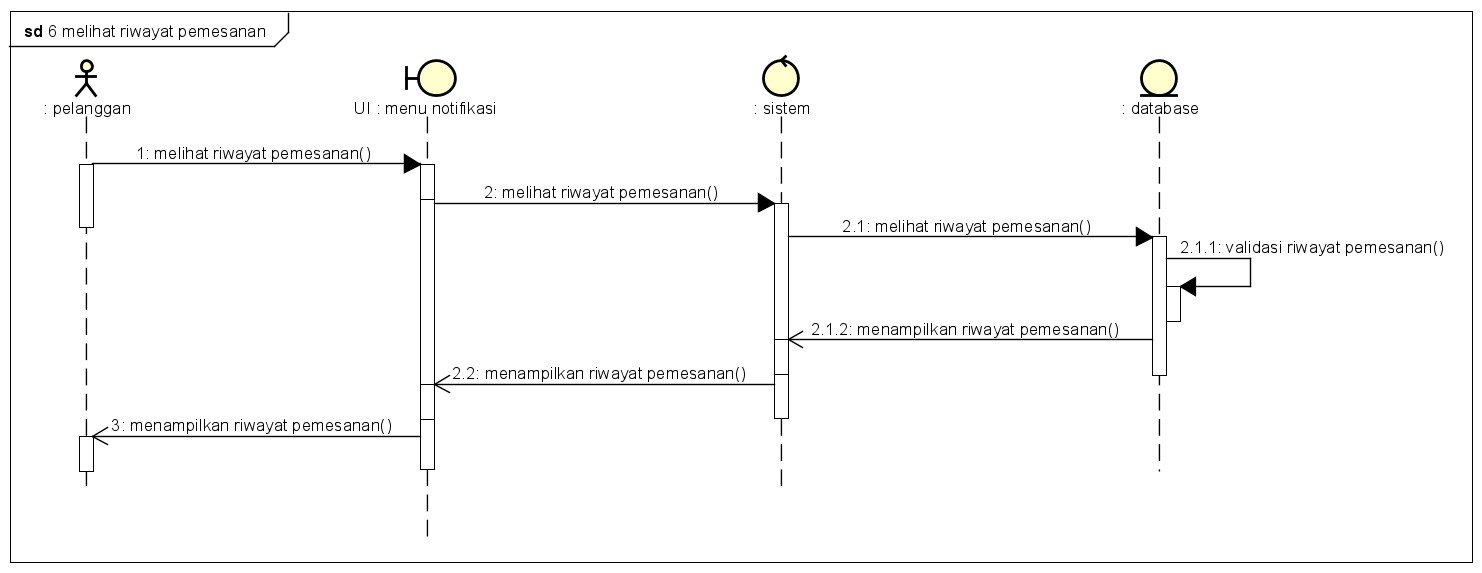 sd 6 melihat riwayat pemesanan
: pelanggan
UI : menu notifikasi
: sistem
: database
1: melihat riwayat pemesanan()
2: melihat riwayat pemesanan()
2.1: melihat riwayat pemesanan()
2.1.1: validasi riwayat pemesanan()
2.1.2: menampilkan riwayat pemesanan()
2.2: menampilkan riwayat pemesanan()
3: menampilkan riwayat pemesanan()